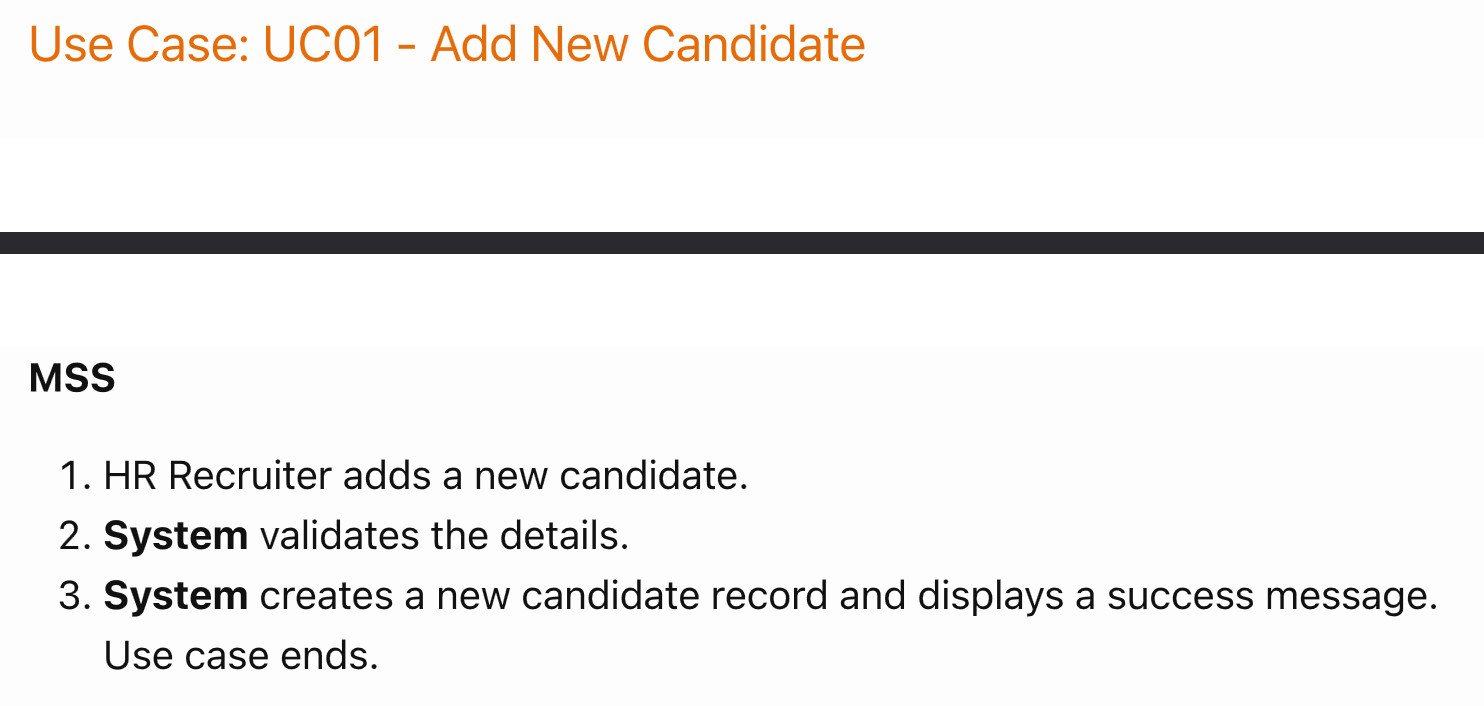 Use Case: UC01 - Add New Candidate
MSS
1. HR Recruiter adds a new candidate.
2. System validates the details.
3. System creates a new candidate record and displays a success message.
Use case ends.